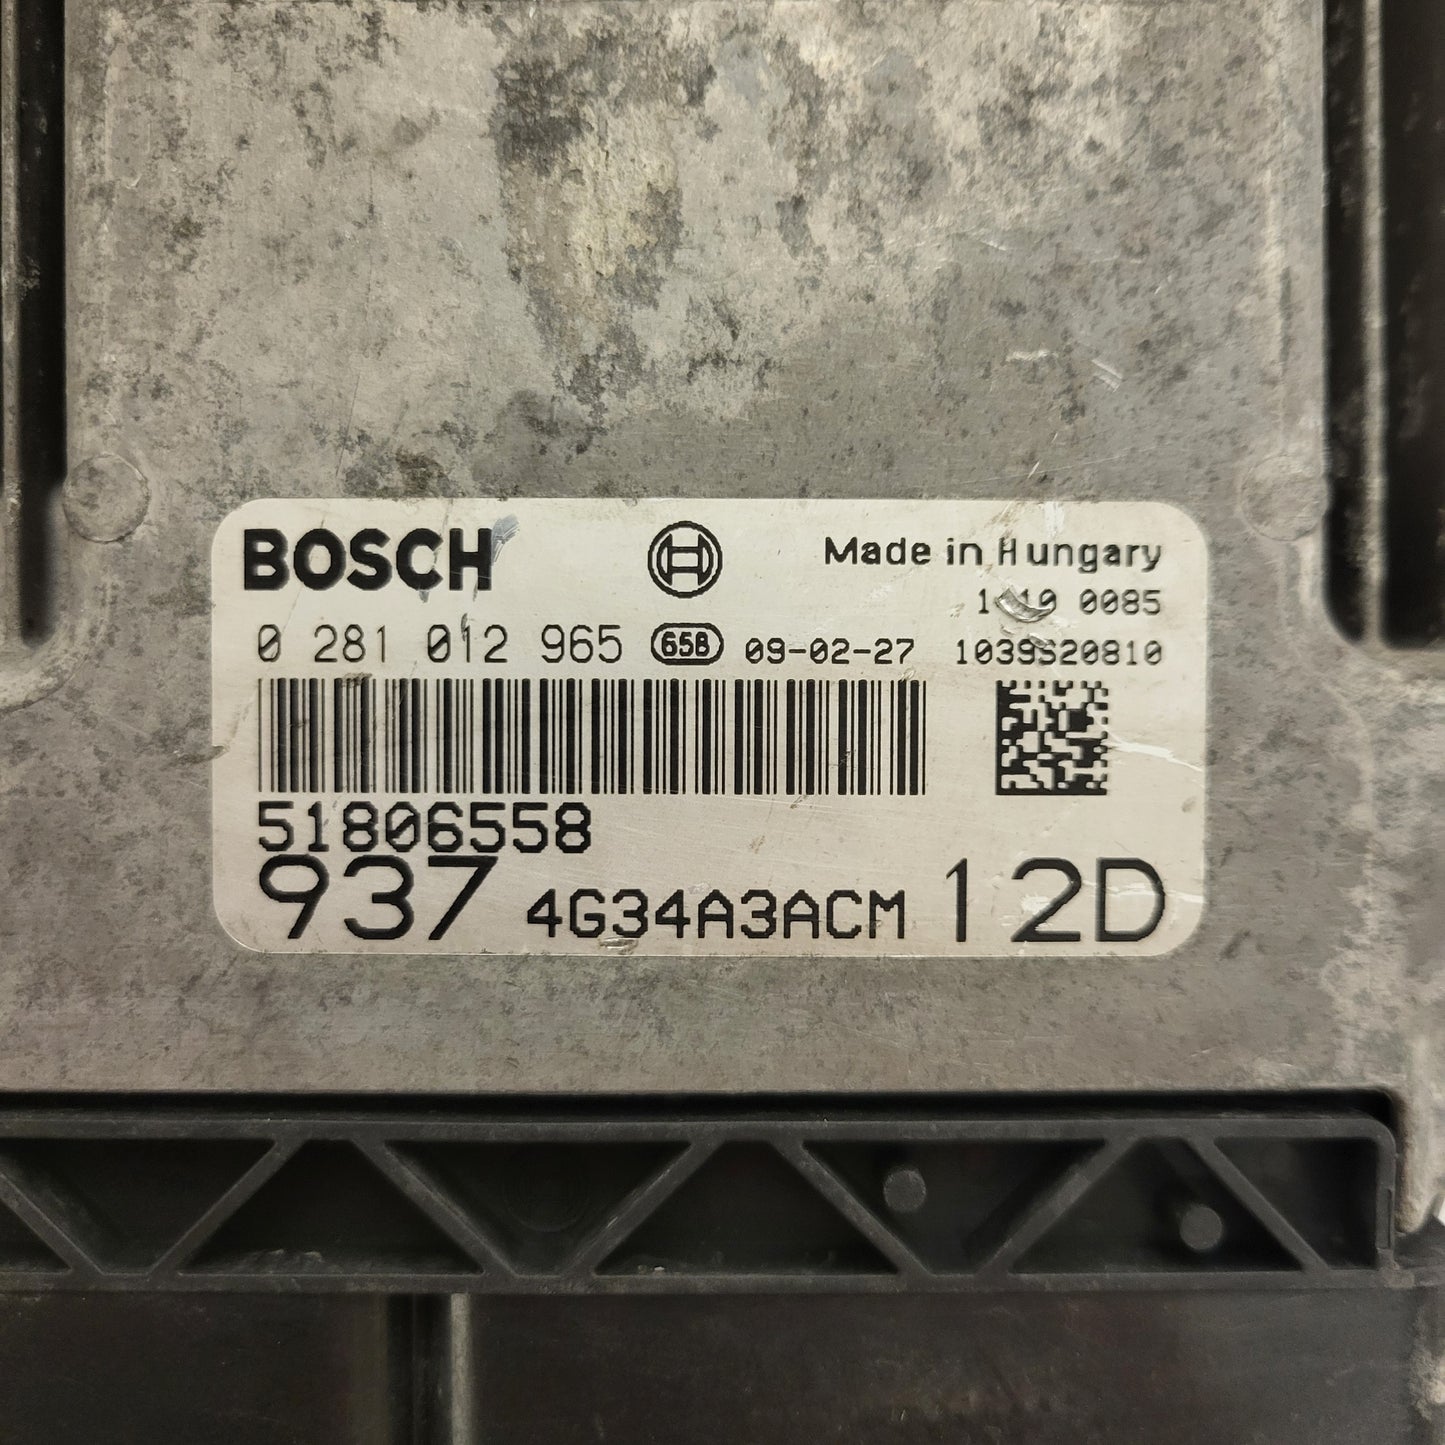 BOSCH Made in Hungary
0085
0 281 012 965 658 09-02-27 1039S20810
51806558
937 4G34A3ACM 12D